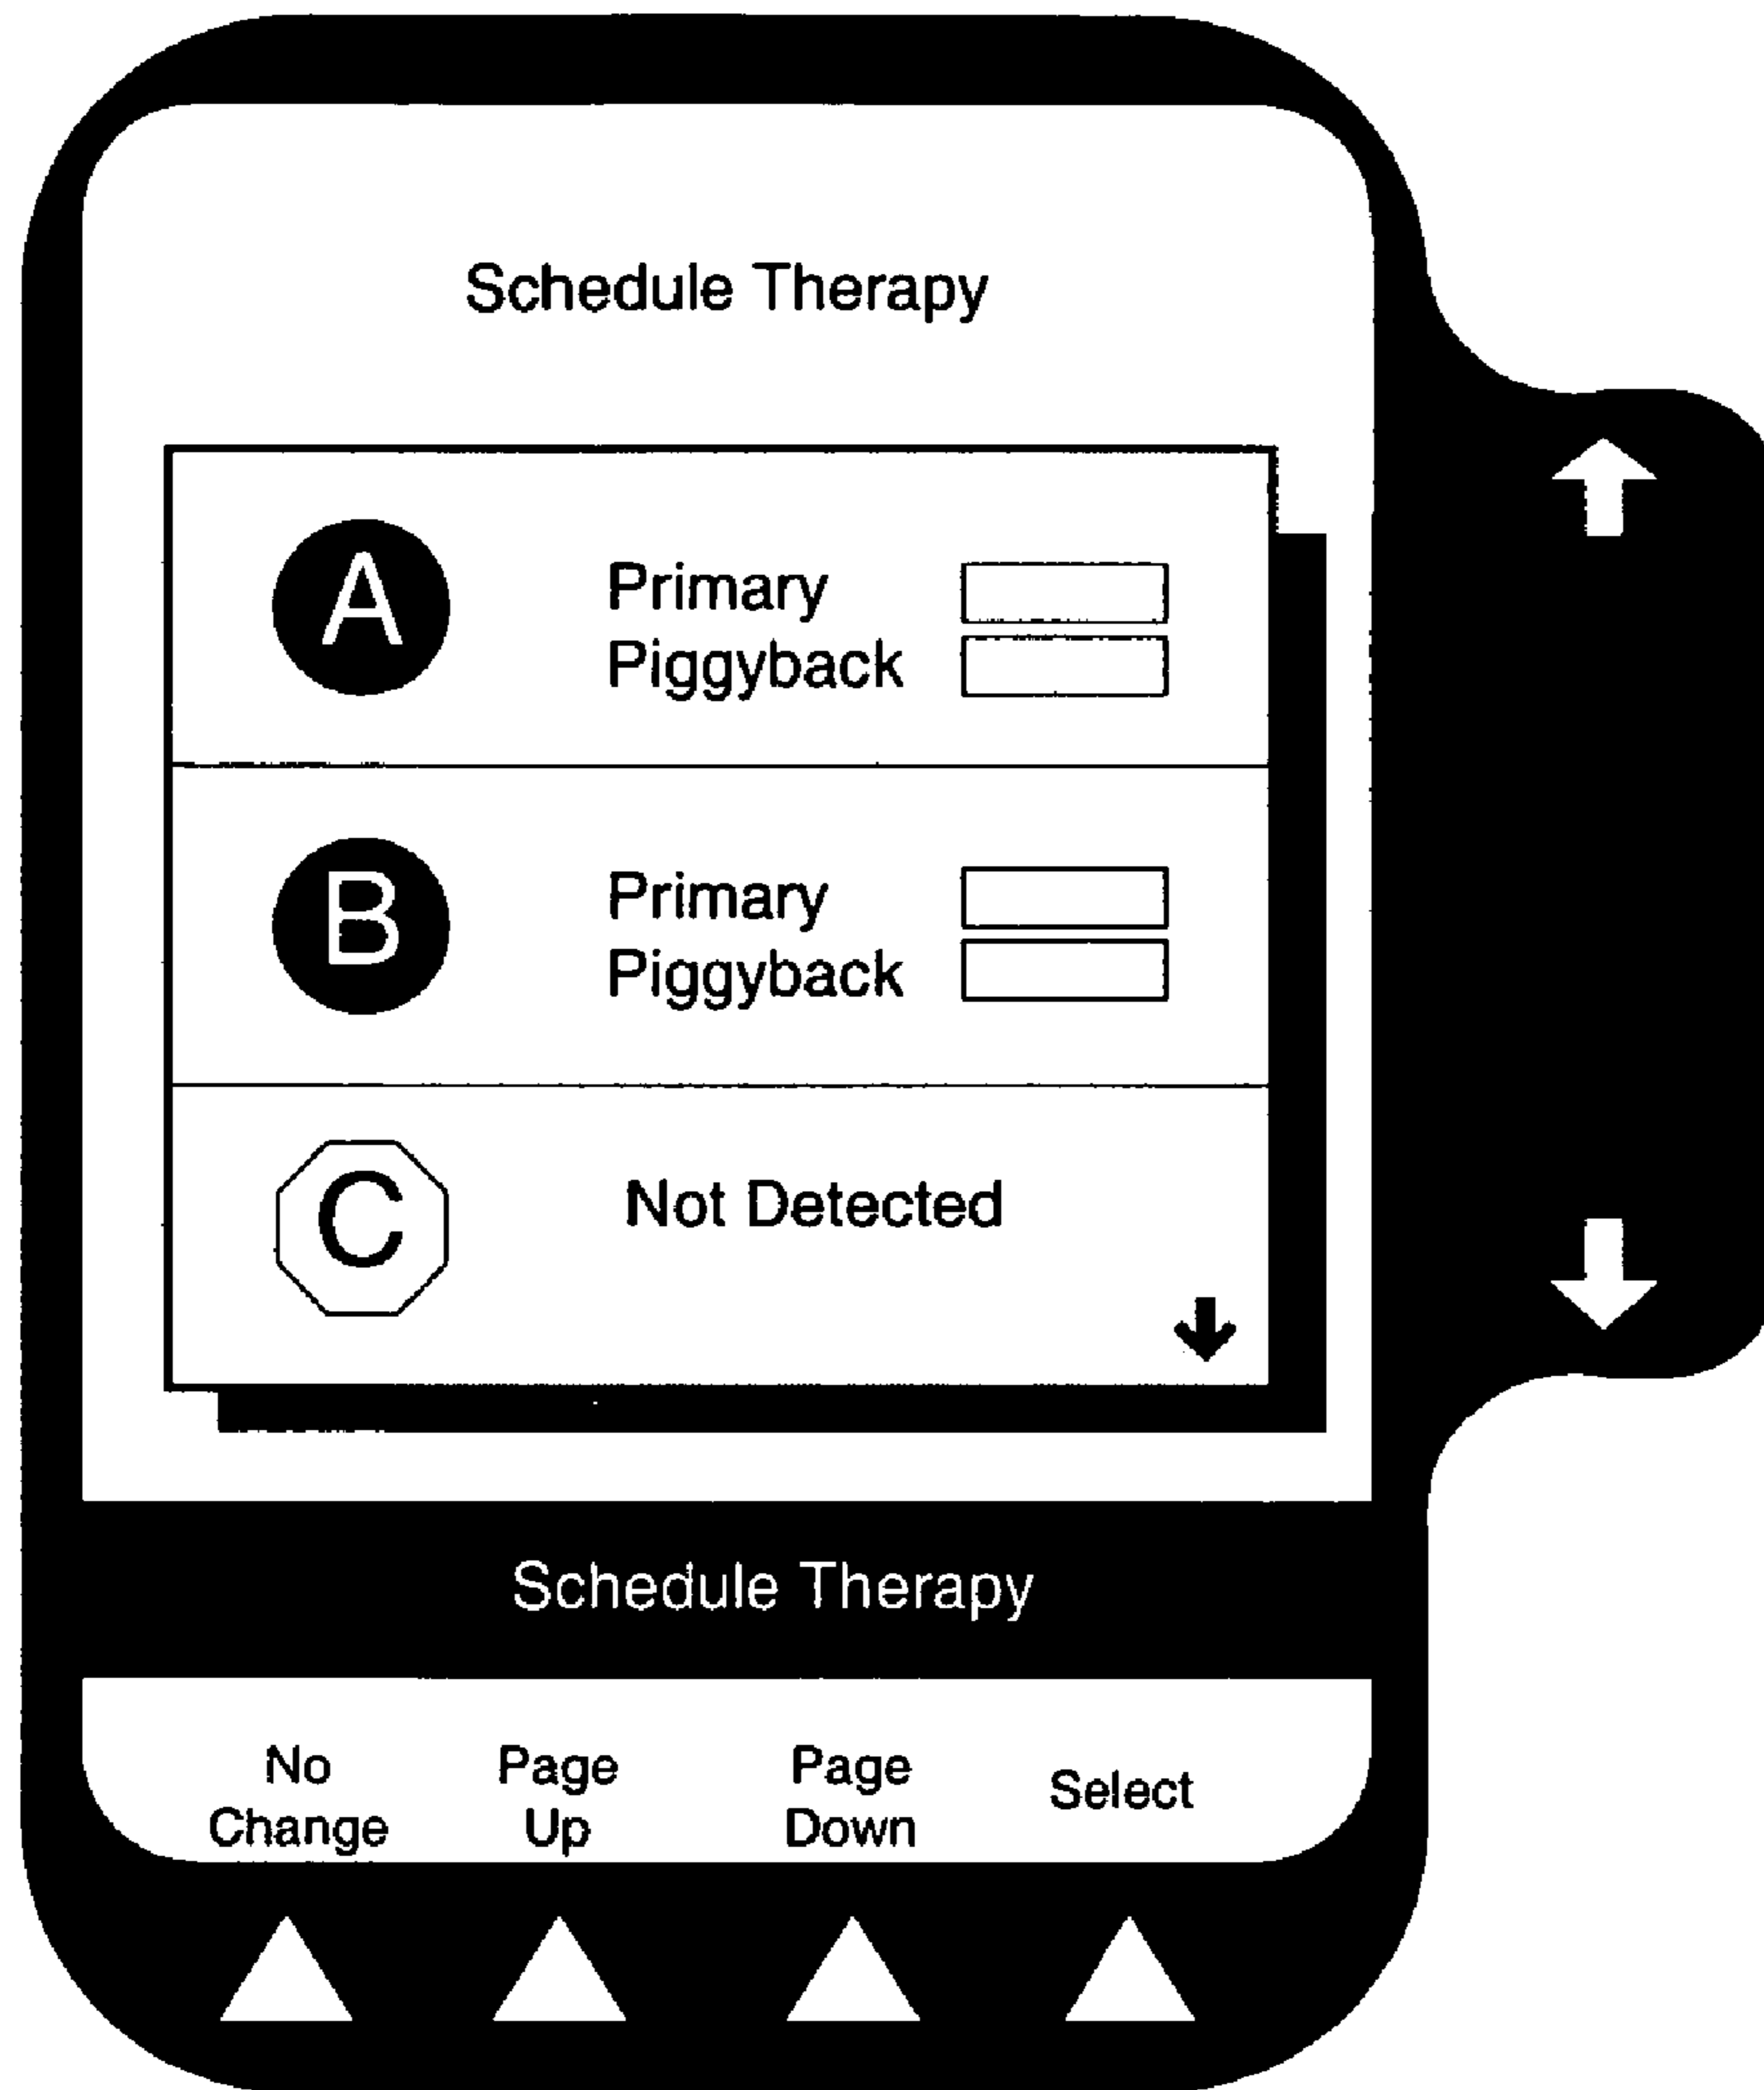 Schedule Therapy
A
Primary
Piggyback
B
Primary
Piggyback
C
Not Detected
Schedule Therapy
No Change
Page Up
Page Down
Select